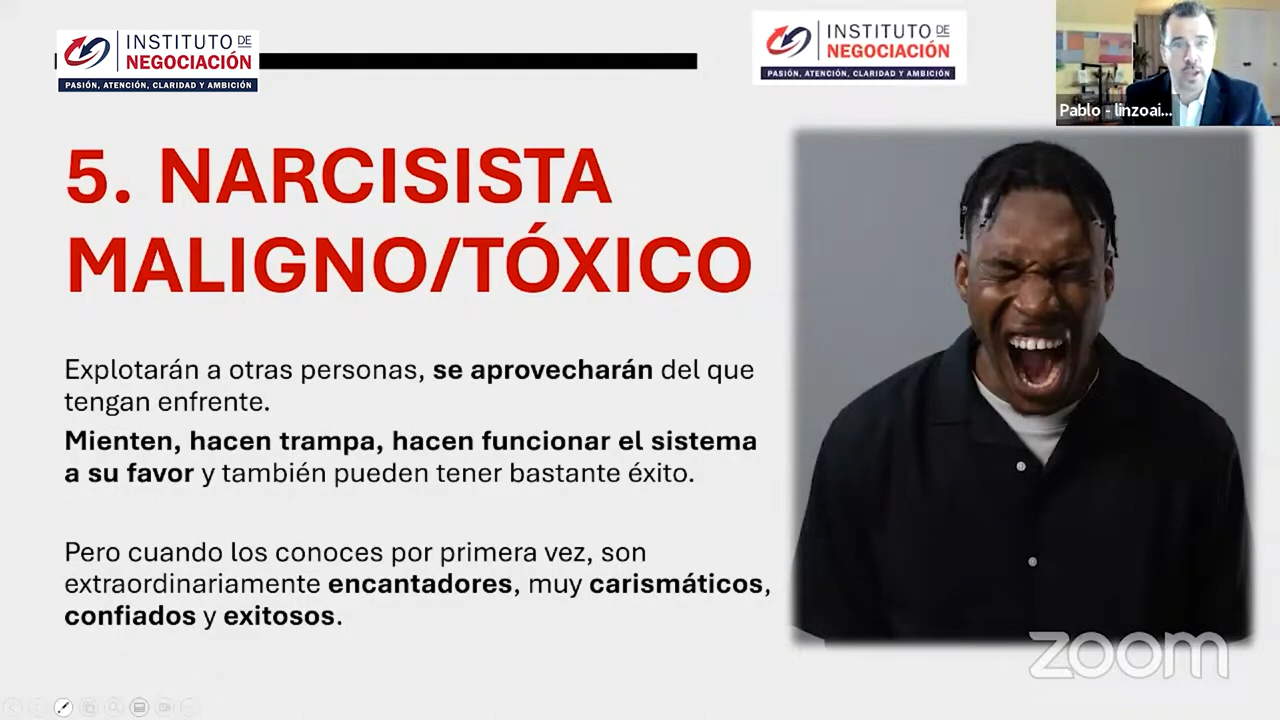 INSTITUTO DE
NEGOCIACIÓN
PASIÓN, ATENCIÓN, CLARIDAD Y AMBICIÓN
INSTITUTO DE
NEGOCIACIÓN
PASIÓN, ATENCIÓN, CLARIDAD Y AMBICIÓN
Pablo - linzoai...
5. NARCISISTA
MALIGNO/TÓXICO
Explotarán a otras personas, se aprovecharán del que
tengan enfrente.
Mienten, hacen trampa, hacen funcionar el sistema
a su favor y también pueden tener bastante éxito.
Pero cuando los conoces por primera vez, son
extraordinariamente encantadores, muy carismáticos,
confiados y exitosos.
zoom